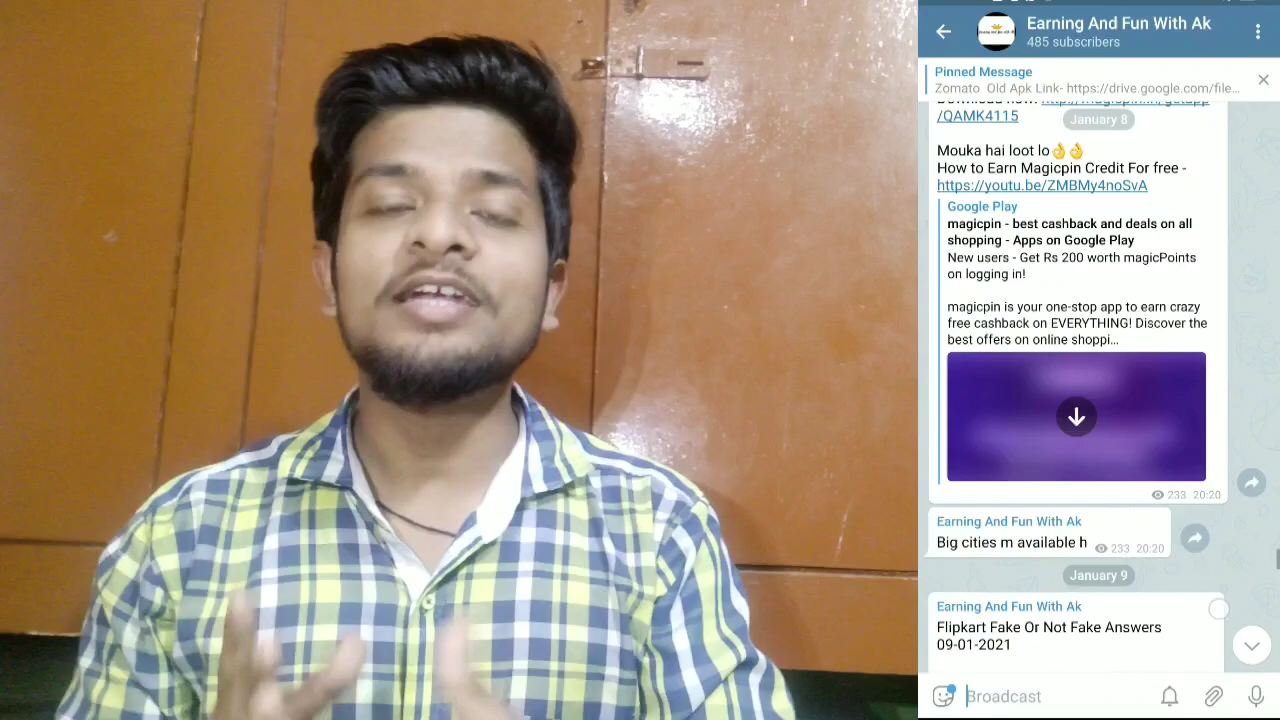 Earning And Fun With Ak
485 subscribers
Pinned Message
Zomato Old Apk Link- https://drive.google.com/file...
/QAMK4115
January 8
Mouka hai loot lo👌👌
How to Earn Magicpin Credit For free -
https://youtu.be/ZMBMy4noSvA
Google Play
magicpin - best cashback and deals on all
shopping - Apps on Google Play
New users - Get Rs 200 worth magicPoints
on logging in!
magicpin is your one-stop app to earn crazy
free cashback on EVERYTHING! Discover the
best offers on online shoppi...
233 20:20
Earning And Fun With Ak
Big cities m available h 233 20:20
January 9
Earning And Fun With Ak
Flipkart Fake Or Not Fake Answers
09-01-2021
Broadcast